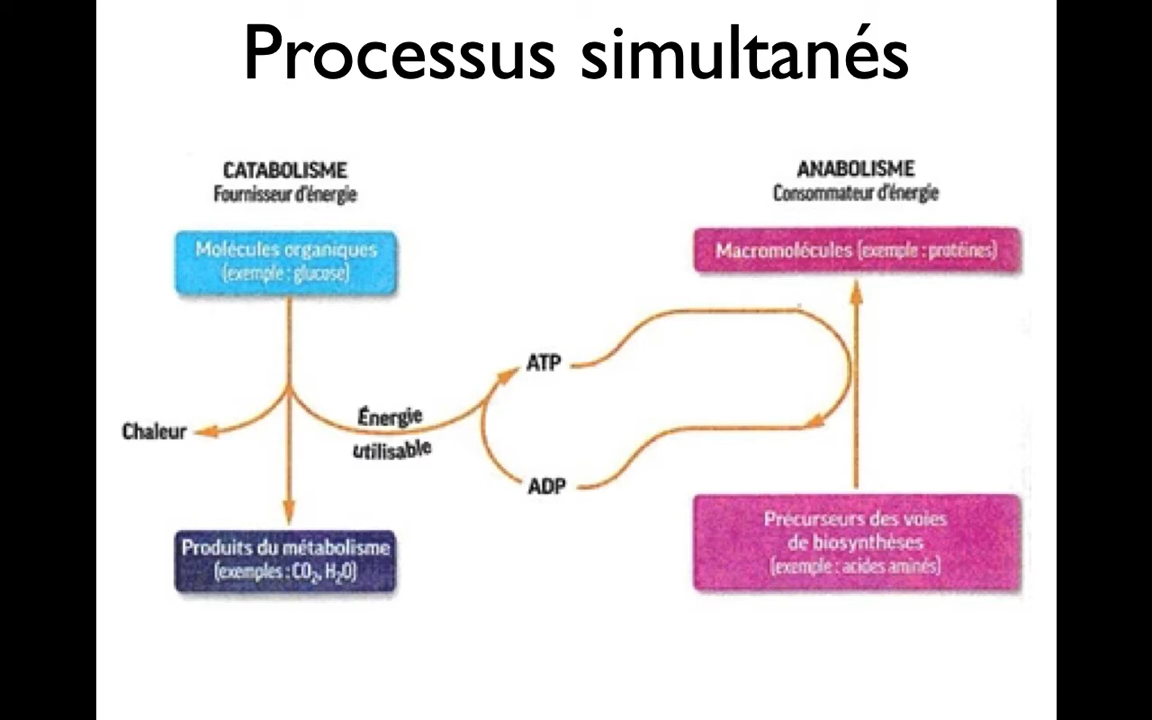 Processus simultanés
CATABOLISME
Fournisseur d'énergie
Molécules organiques
(exemple : glucose)
Chaleur
Énergie
utilisable
Produits du métabolisme
(exemples : CO₂, H₂O)
ATP
ADP
ANABOLISME
Consommateur d'énergie
Macromolécules (exemple : protéines)
Précurseurs des voies
de biosynthèses
(exemple : acides aminés)